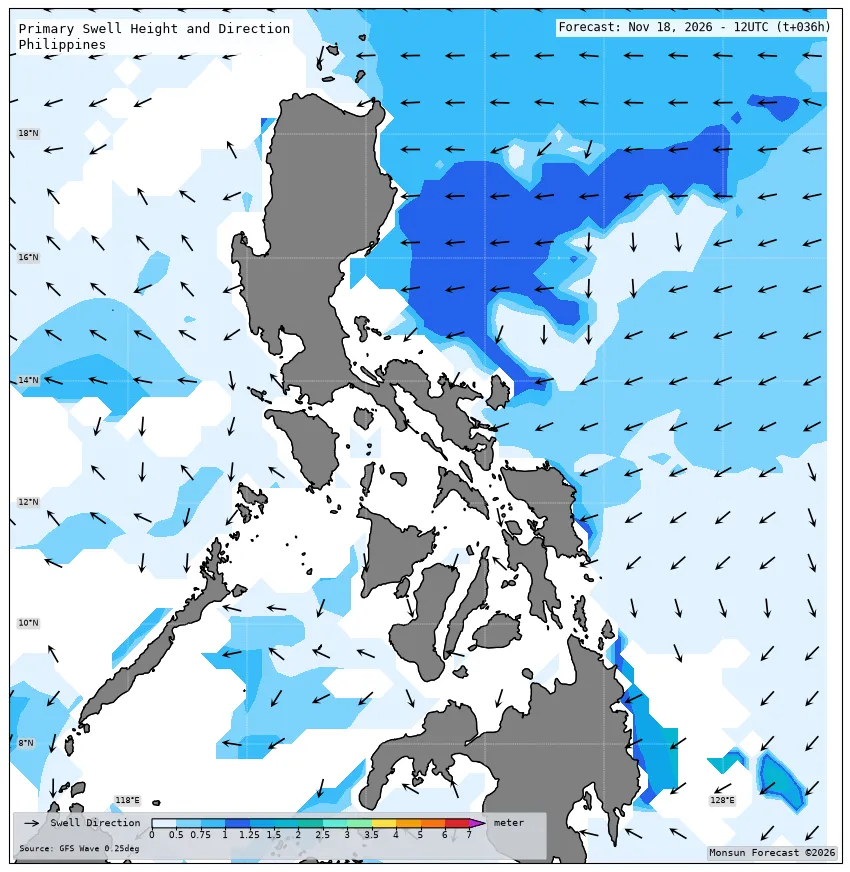 Primary Swell Height and Direction
Philippines
Forecast: Nov 18, 2026 - 12UTC (t+036h)
18°N
16°N
14°N
12°N
10°N
8°N
118°E
128°E
Swell Direction
0 0.5 0.75 1 1.25 1.5 2 2.5 3 3.5 4 5 6 7
meter
Source: GFS Wave 0.25deg
Monsun Forecast ©2026